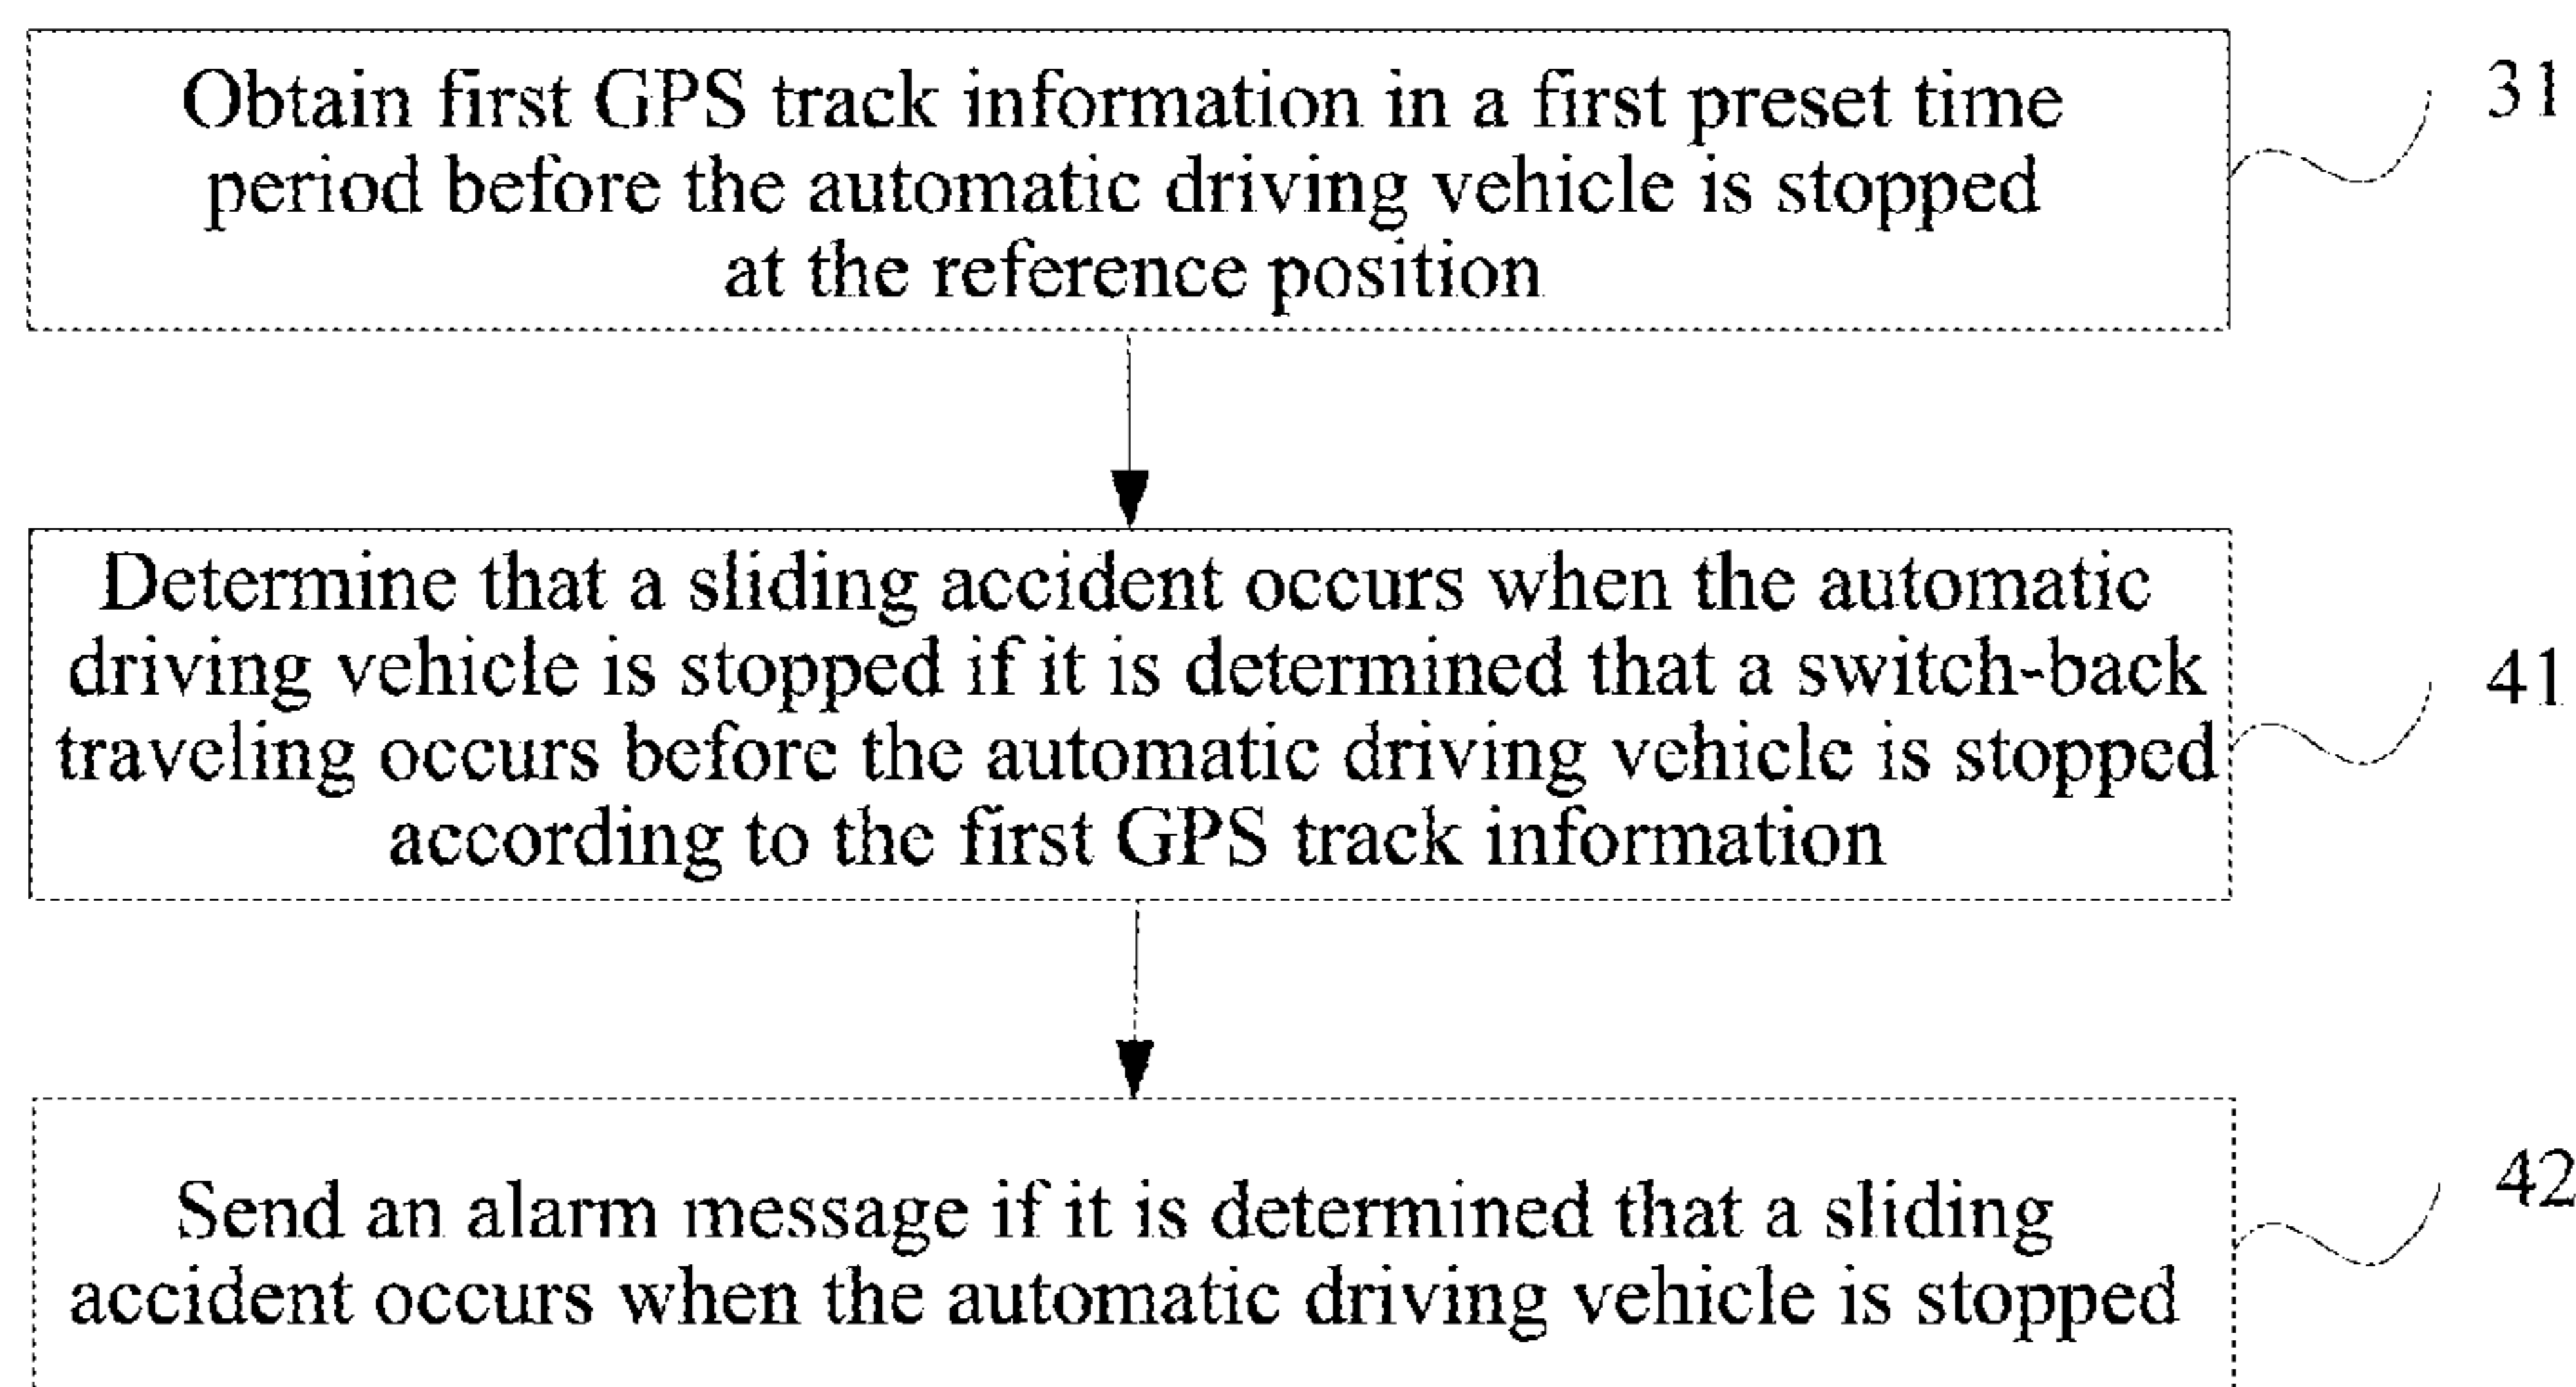 Obtain first GPS track information in a first preset time
period before the automatic driving vehicle is stopped
at the reference position
31
Determine that a sliding accident occurs when the automatic
driving vehicle is stopped if it is determined that a switch-back
traveling occurs before the automatic driving vehicle is stopped
according to the first GPS track information
41
Send an alarm message if it is determined that a sliding
accident occurs when the automatic driving vehicle is stopped
42